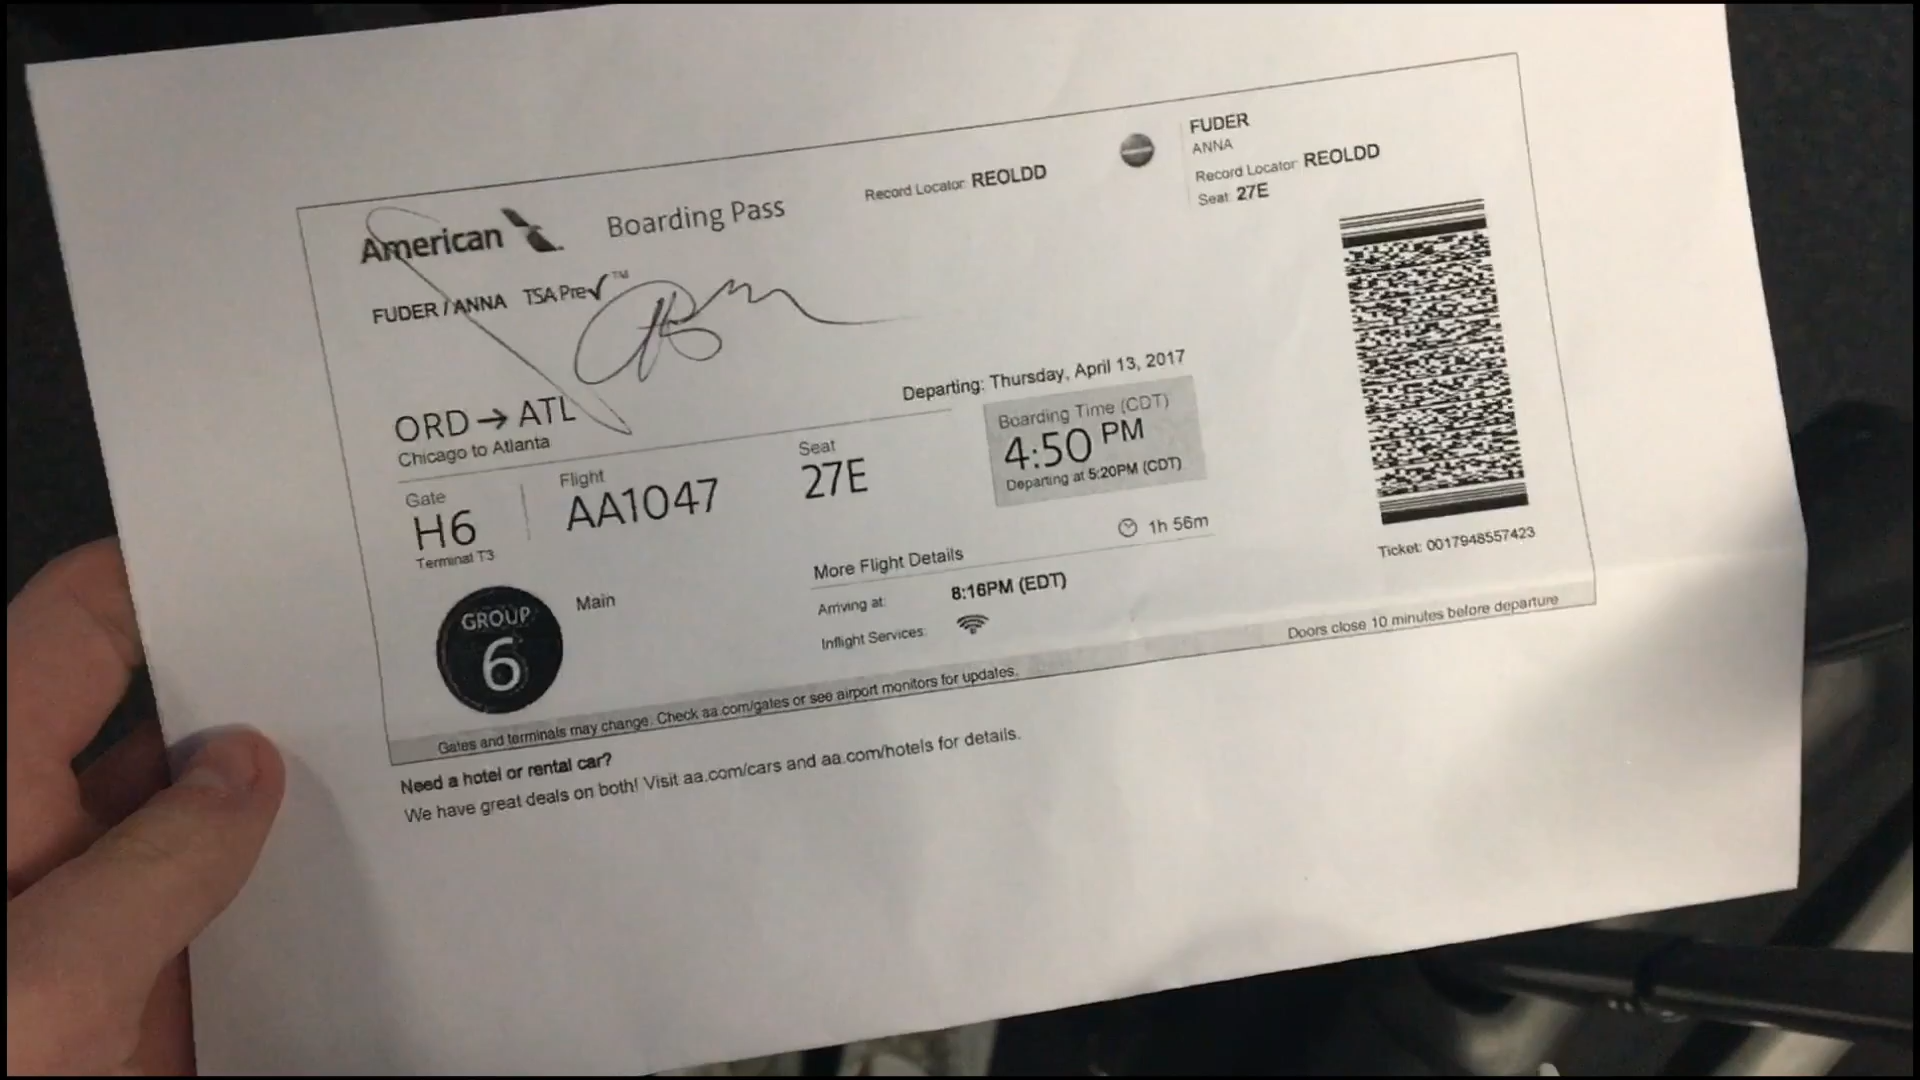 American Boarding Pass
Record Locator: REOLDD
FUDER / ANNA TSA Pre✓™
ORD → ATL
Chicago to Atlanta
Departing: Thursday, April 13, 2017
Gate
H6
Terminal T3
Flight
AA1047
Seat
27E
Boarding Time (CDT)
4:50 PM
Departing at 5:20PM (CDT)
1h 56m
GROUP
6
Main
More Flight Details
Arriving at: 8:16PM (EDT)
Inflight Services:
Gates and terminals may change. Check aa.com/gates or see airport monitors for updates.
Doors close 10 minutes before departure
FUDER
ANNA
Record Locator: REOLDD
Seat: 27E
Ticket: 0017948557423
Need a hotel or rental car?
We have great deals on both! Visit aa.com/cars and aa.com/hotels for details.